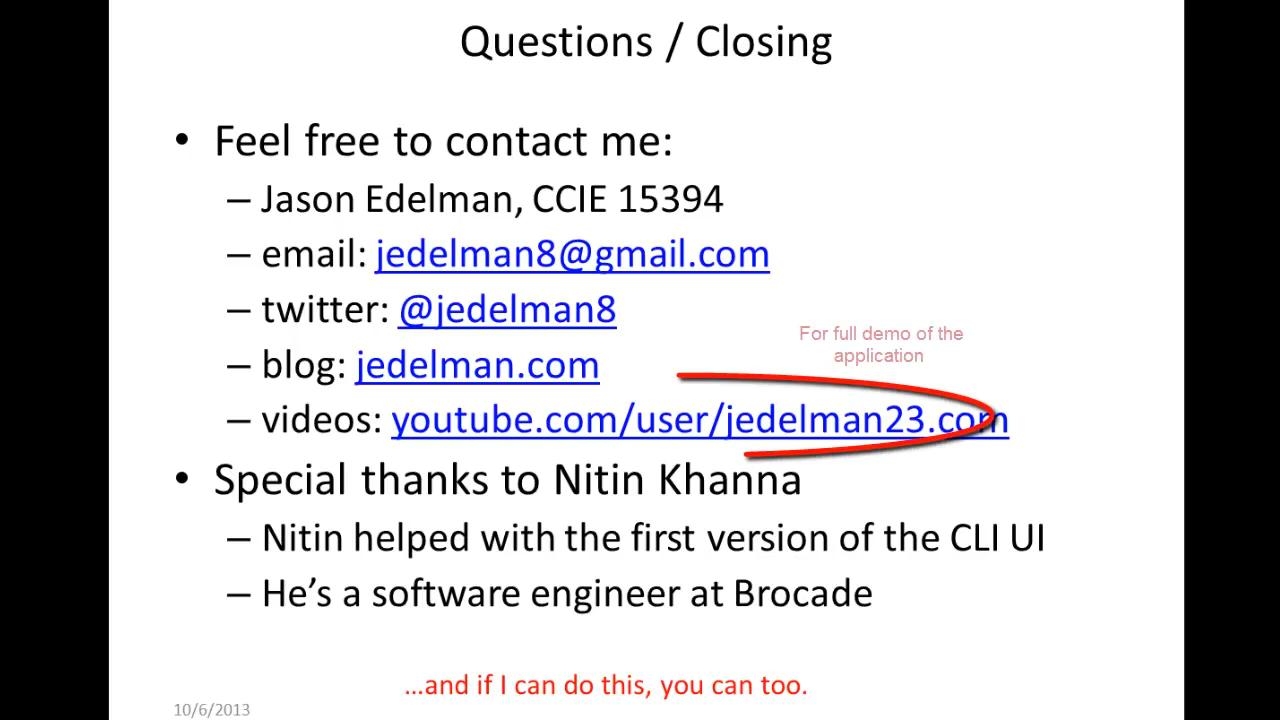 Questions / Closing
• Feel free to contact me:
– Jason Edelman, CCIE 15394
– email: jedelman8@gmail.com
– twitter: @jedelman8
For full demo of the
application
– blog: jedelman.com
– videos: youtube.com/user/jedelman23.com
• Special thanks to Nitin Khanna
– Nitin helped with the first version of the CLI UI
– He’s a software engineer at Brocade
...and if I can do this, you can too.
10/6/2013